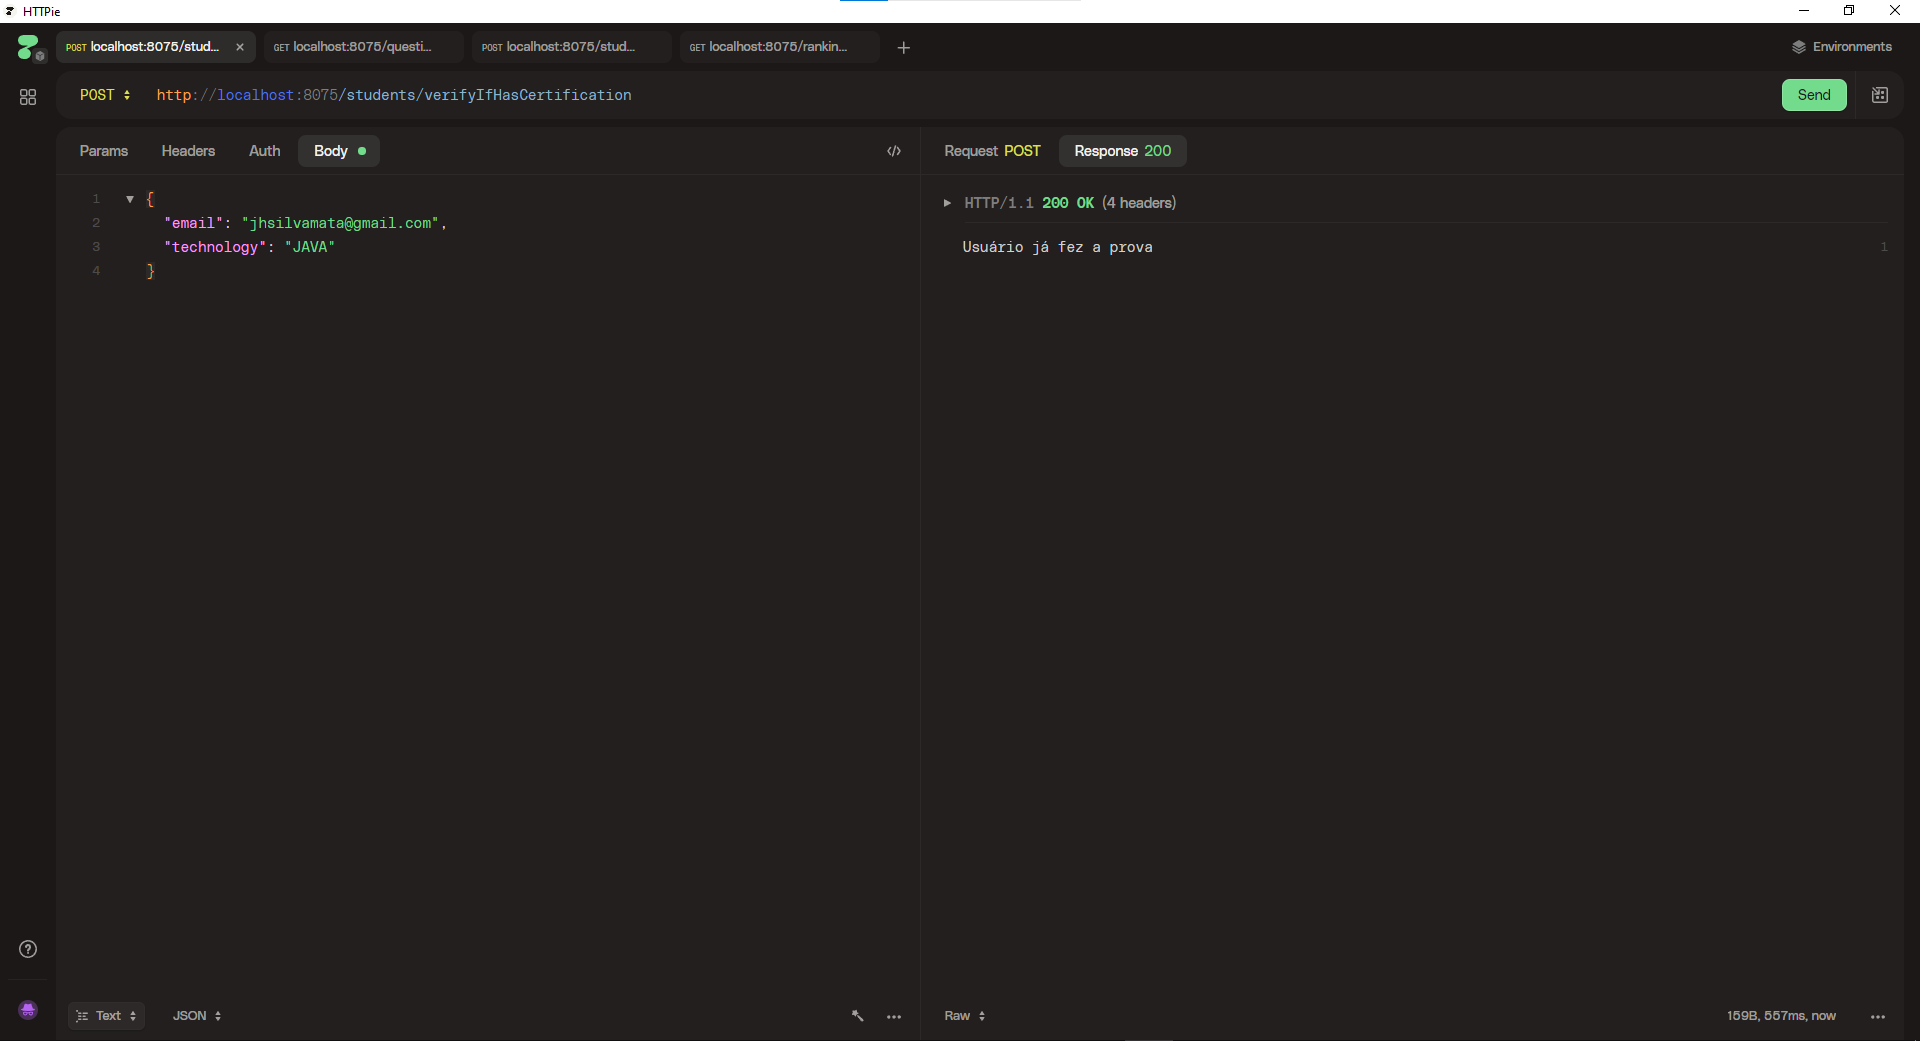 HTTPie
POST localhost:8075/stud...
GET localhost:8075/questi...
POST localhost:8075/stud...
GET localhost:8075/rankin...
Environments
POST http://localhost:8075/students/verifyIfHasCertification
Send
Params Headers Auth Body
Request POST Response 200
1 {
2 "email": "jhsilvamata@gmail.com",
3 "technology": "JAVA"
4 }
HTTP/1.1 200 OK (4 headers)
Usuário já fez a prova 1
Text JSON
Raw
159B, 557ms, now